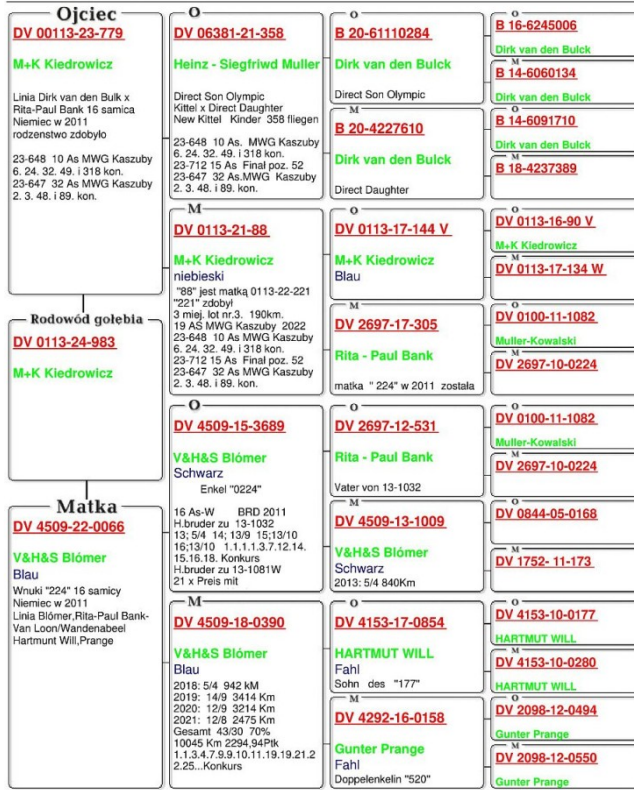 Ojciec
DV 00113-23-779
M+K Kiedrowicz
Linia Dirk van den Bulk x
Rita-Paul Bank 16 samica
Niemiec w 2011
rodzenstwo zdobyło
23-648 10 As MWG Kaszuby
6. 24. 32. 49. i 318 kon.
23-647 32 As MWG Kaszuby
2. 3. 48. i 89. kon.
Rodowód gołebia
DV 0113-24-983
M+K Kiedrowicz
Matka
DV 4509-22-0066
V&H&S Blómer
Blau
Wnuki "224" 16 samicy
Niemiec w 2011
Linia Blómer,Rita-Paul Bank-
Van Loon/Wandenabeel
Hartmunt Will,Prange
O
DV 06381-21-358
Heinz - Siegfriwd Muller
Direct Son Olympic
Kittel x Direct Daughter
New Kittel Kinder 358 fliegen
23-648 10 As. MWG Kaszuby
6. 24. 32. 49. i 318 kon.
23-712 15 As Final poz. 52
23-647 32 As.MWG Kaszuby
2. 3. 48. i 89. kon.
M
DV 0113-21-88
M+K Kiedrowicz
niebieski
"88" jest matką 0113-22-221
"221" zdobył
3 miej. lot nr.3. 190km.
19 AS MWG Kaszuby 2022
23-648 10 As MWG Kaszuby
6. 24. 32. 49. i 318 kon.
23-712 15 As Final poz. 52
23-647 32 As MWG Kaszuby
2. 3. 48. i 89. kon.
O
DV 4509-15-3689
V&H&S Blómer
Schwarz
Enkel "0224"
16 As-W BRD 2011
H.bruder zu 13-1032
13; 5/4 14; 13/9 15;13/10
16;13/10 1.1.1.1.3.7.12.14.
15.16.18. Konkurs
H.bruder zu 13-1081W
21 x Preis mit
M
DV 4509-18-0390
V&H&S Blómer
Blau
2018: 5/4 942 kM
2019: 14/9 3414 Km
2020: 12/9 3214 Km
2021: 12/8 2475 Km
Gesamt 43/30 70%
10045 Km 2294,94Ptk
1.1.3.4.7.9.9.10.11.19.19.21.2
2.25...Konkurs
O
B 20-61110284
Dirk van den Bulck
Direct Son Olympic
M
B 20-4227610
Dirk van den Bulck
Direct Daughter
O
DV 0113-17-144 V
M+K Kiedrowicz
Blau
M
DV 2697-17-305
Rita - Paul Bank
matka " 224" w 2011 została
O
DV 2697-12-531
Rita - Paul Bank
Vater von 13-1032
M
DV 4509-13-1009
V&H&S Blómer
Schwarz
2013: 5/4 840Km
O
DV 4153-17-0854
HARTMUT WILL
Fahl
Sohn des "177"
M
DV 4292-16-0158
Gunter Prange
Fahl
Doppelenkelin "520"
O
B 16-6245006
Dirk van den Bulck
M
B 14-6060134
Dirk van den Bulck
O
B 14-6091710
Dirk van den Bulck
M
B 18-4237389
O
DV 0113-16-90 V
M+K Kiedrowicz
M
DV 0113-17-134 W
O
DV 0100-11-1082
Muller-Kowalski
M
DV 2697-10-0224
O
DV 0100-11-1082
Muller-Kowalski
M
DV 2697-10-0224
O
DV 0844-05-0168
M
DV 1752- 11-173
O
DV 4153-10-0177
HARTMUT WILL
M
DV 4153-10-0280
HARTMUT WILL
O
DV 2098-12-0494
Gunter Prange
M
DV 2098-12-0550
Gunter Prange